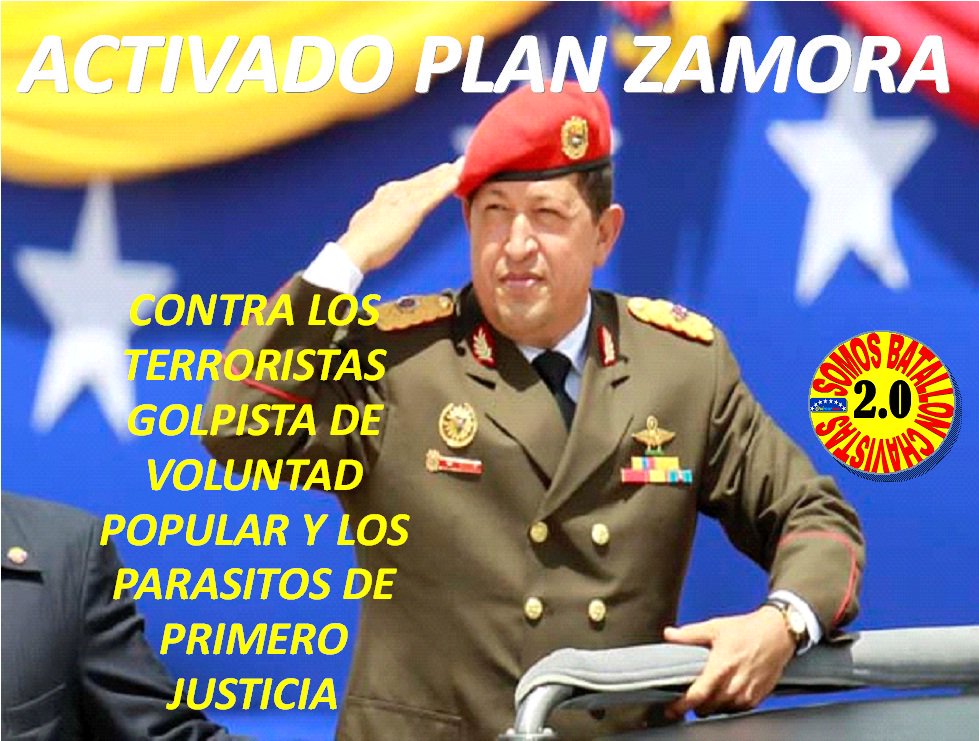 ACTIVADO PLAN ZAMORA
CONTRA LOS
TERRORISTAS
GOLPISTA DE
VOLUNTAD
POPULAR Y LOS
PARASITOS DE
PRIMERO
JUSTICIA
SOMOS BATALLON CHAVISTAS
2.0